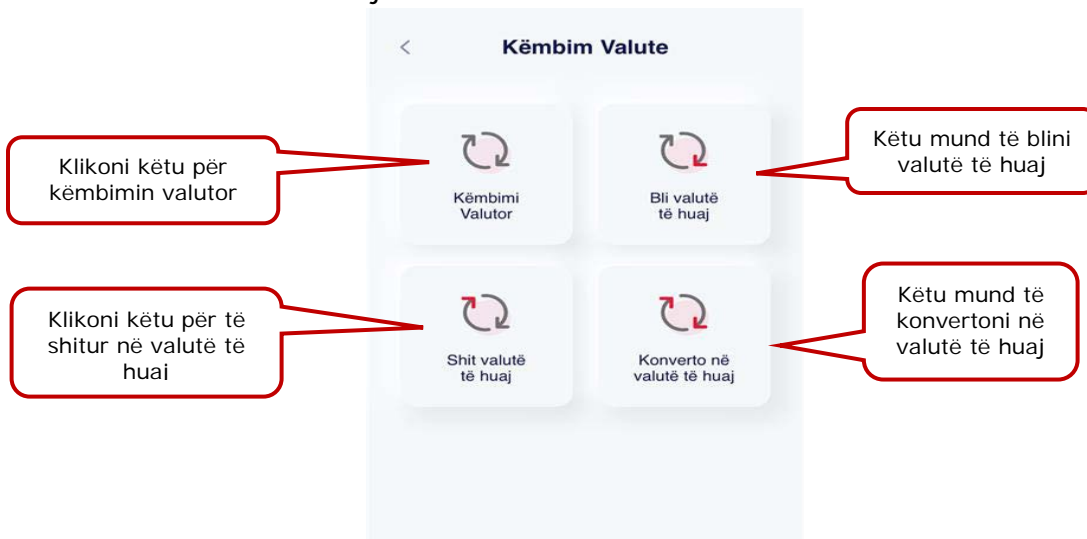 Këmbim Valute
Klikoni këtu për
këmbimin valutor
Këmbimi
Valutor
Bli valutë
të huaj
Këtu mund të blini
valutë të huaj
Klikoni këtu për të
shitur në valutë të
huaj
Shit valutë
të huaj
Konverto në
valutë të huaj
Këtu mund të
konvertoni në
valutë të huaj